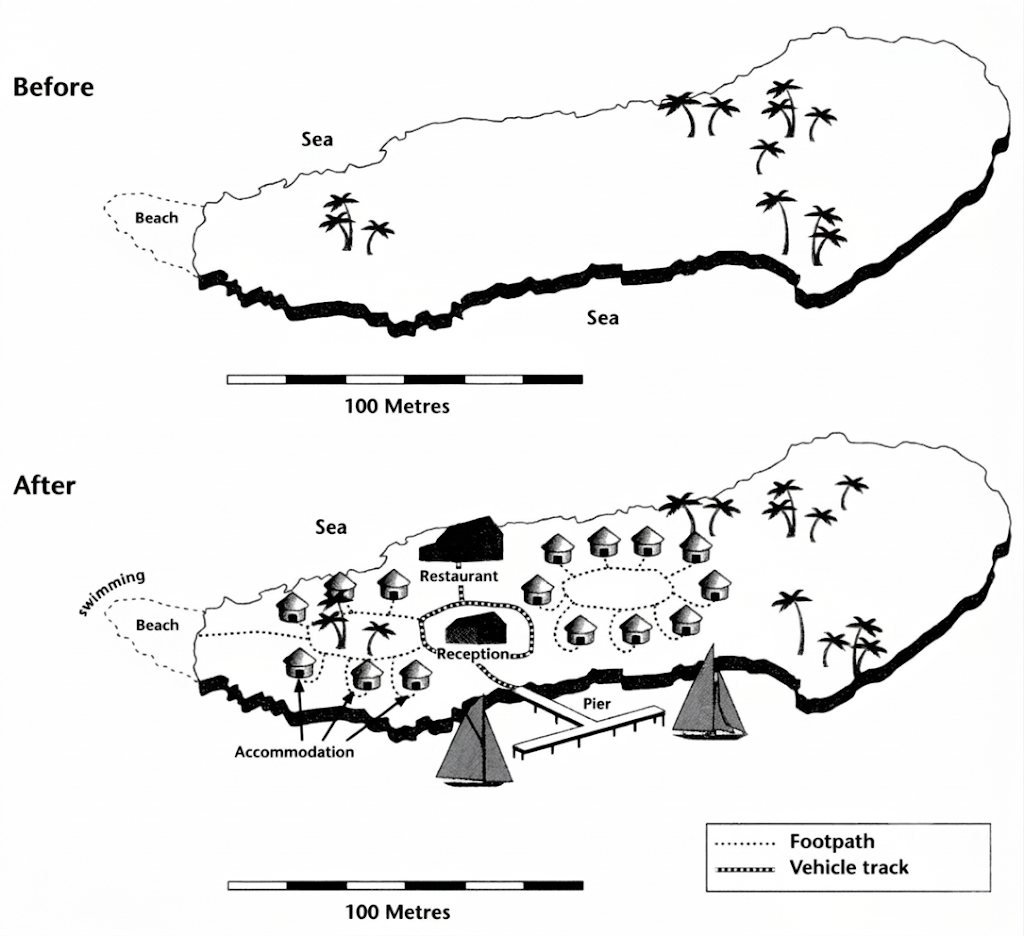 Before
Sea
Beach
Sea
100 Metres
After
Sea
swimming
Restaurant
Beach
Reception
Pier
Accommodation
Footpath
Vehicle track
100 Metres